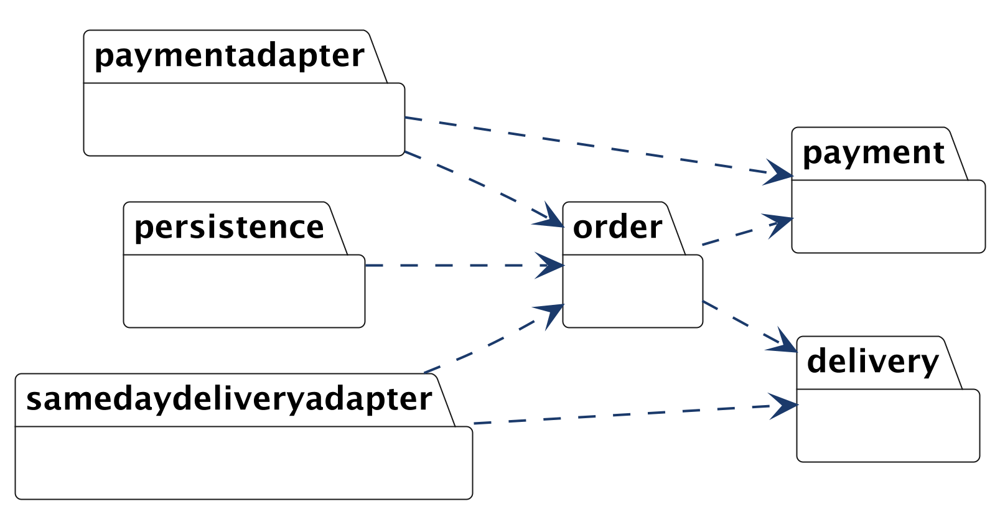 paymentadapter
payment
persistence
order
delivery
samedaydeliveryadapter